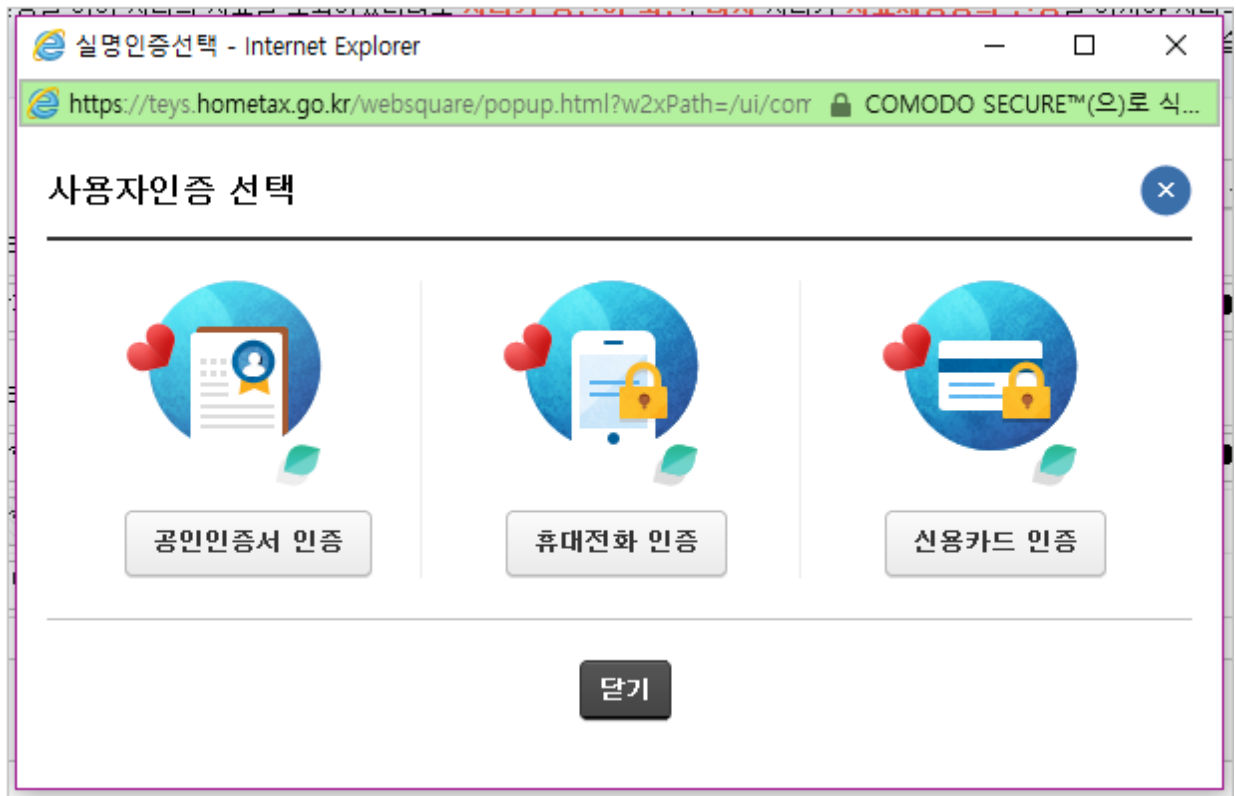 실명인증선택 - Internet Explorer
https://teys.hometax.go.kr/websquare/popup.html?w2xPath=/ui/com COMODO SECURE™(으)로 식...
사용자인증 선택
공인인증서 인증
휴대전화 인증
신용카드 인증
닫기